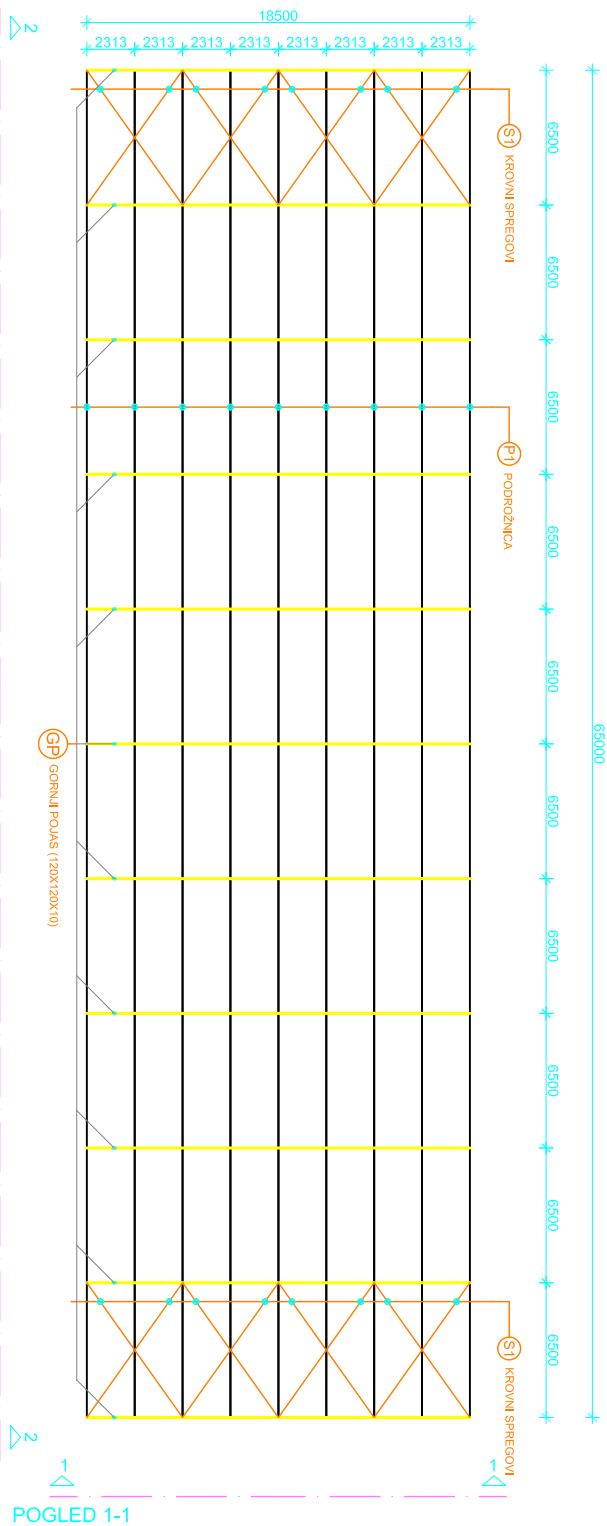 2
18500
2313 2313 2313 2313 2313 2313 2313 2313
S1 KROVNI SPREGOVI
6500
6500
6500
P1 PODROŽNICA
6500
6500
65000
GP GORNJI POJAS (120X120X10)
6500
6500
6500
6500
6500
S1 KROVNI SPREGOVI
2
1 1
POGLED 1-1